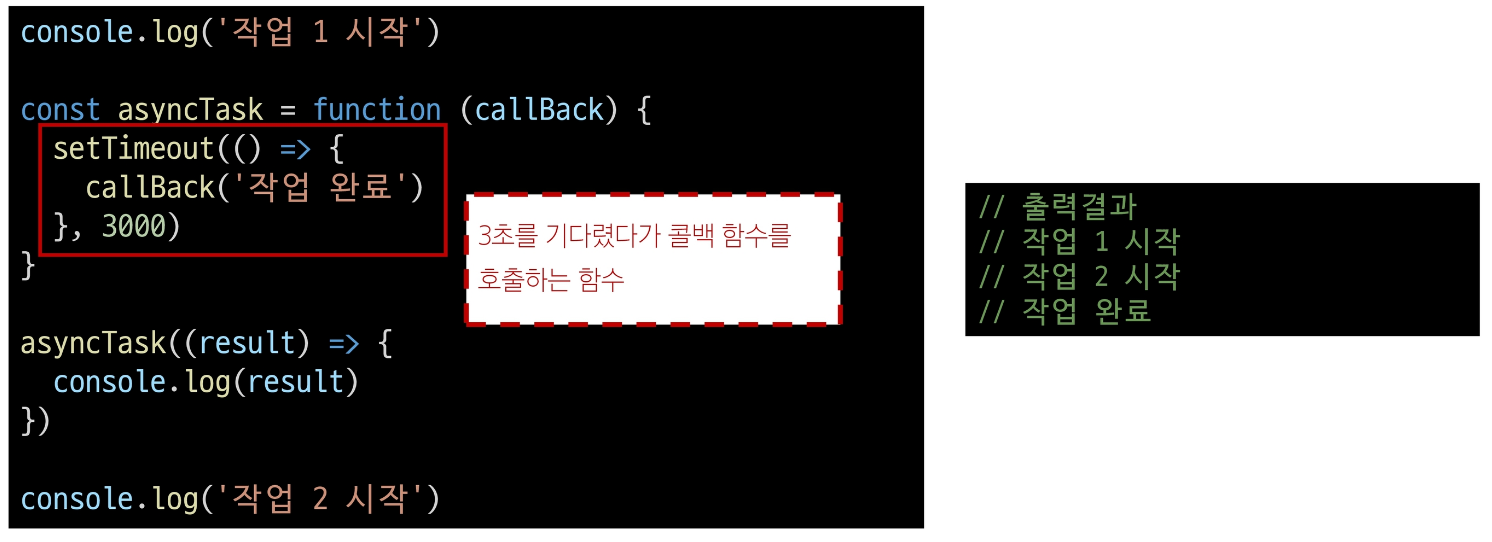 console.log('작업 1 시작')
const asyncTask = function (callBack) {
setTimeout(() => {
callBack('작업 완료')
}, 3000)
}
3초를 기다렸다가 콜백 함수를
호출하는 함수
asyncTask((result) => {
console.log(result)
})
console.log('작업 2 시작')
// 출력결과
// 작업 1 시작
// 작업 2 시작
// 작업 완료